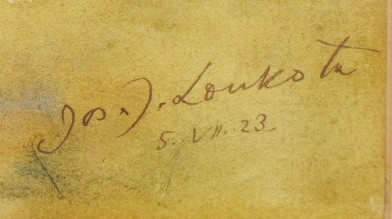 Jos. J. Loukota
5. VII. 23.